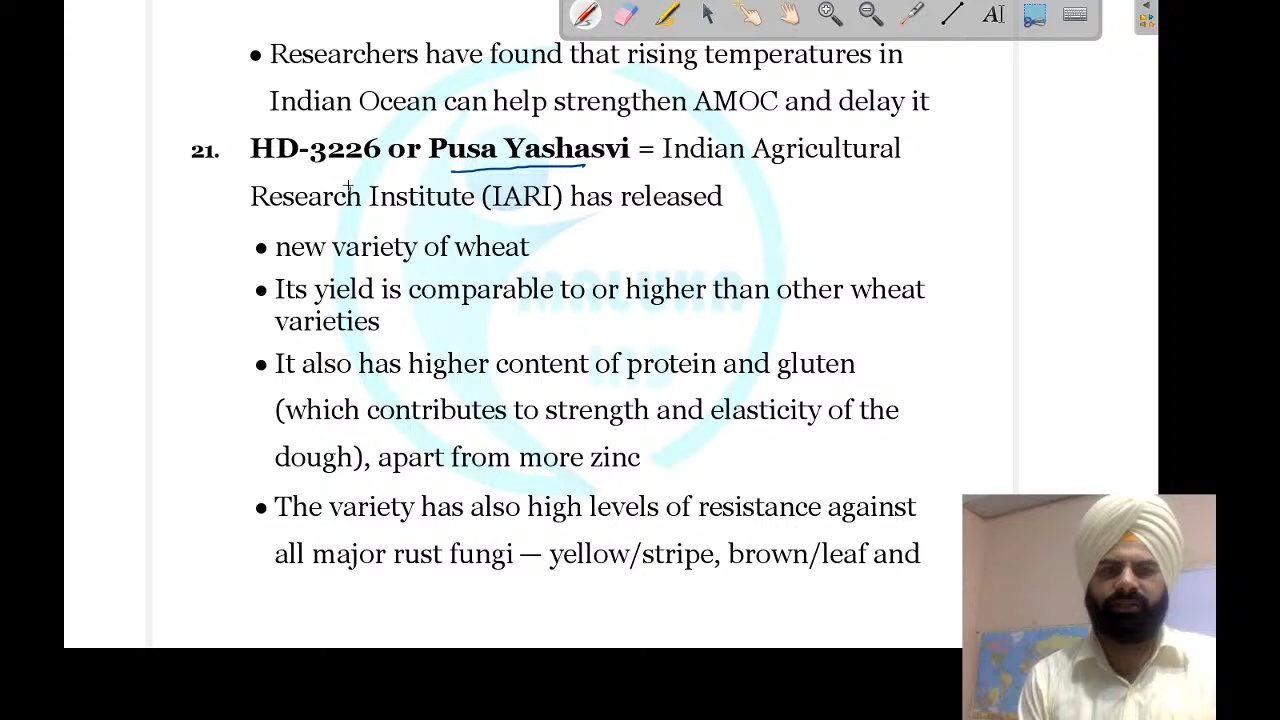 • Researchers have found that rising temperatures in
Indian Ocean can help strengthen AMOC and delay it
21. HD-3226 or Pusa Yashasvi = Indian Agricultural
Research Institute (IARI) has released
• new variety of wheat
• Its yield is comparable to or higher than other wheat
varieties
• It also has higher content of protein and gluten
(which contributes to strength and elasticity of the
dough), apart from more zinc
• The variety has also high levels of resistance against
all major rust fungi — yellow/stripe, brown/leaf and